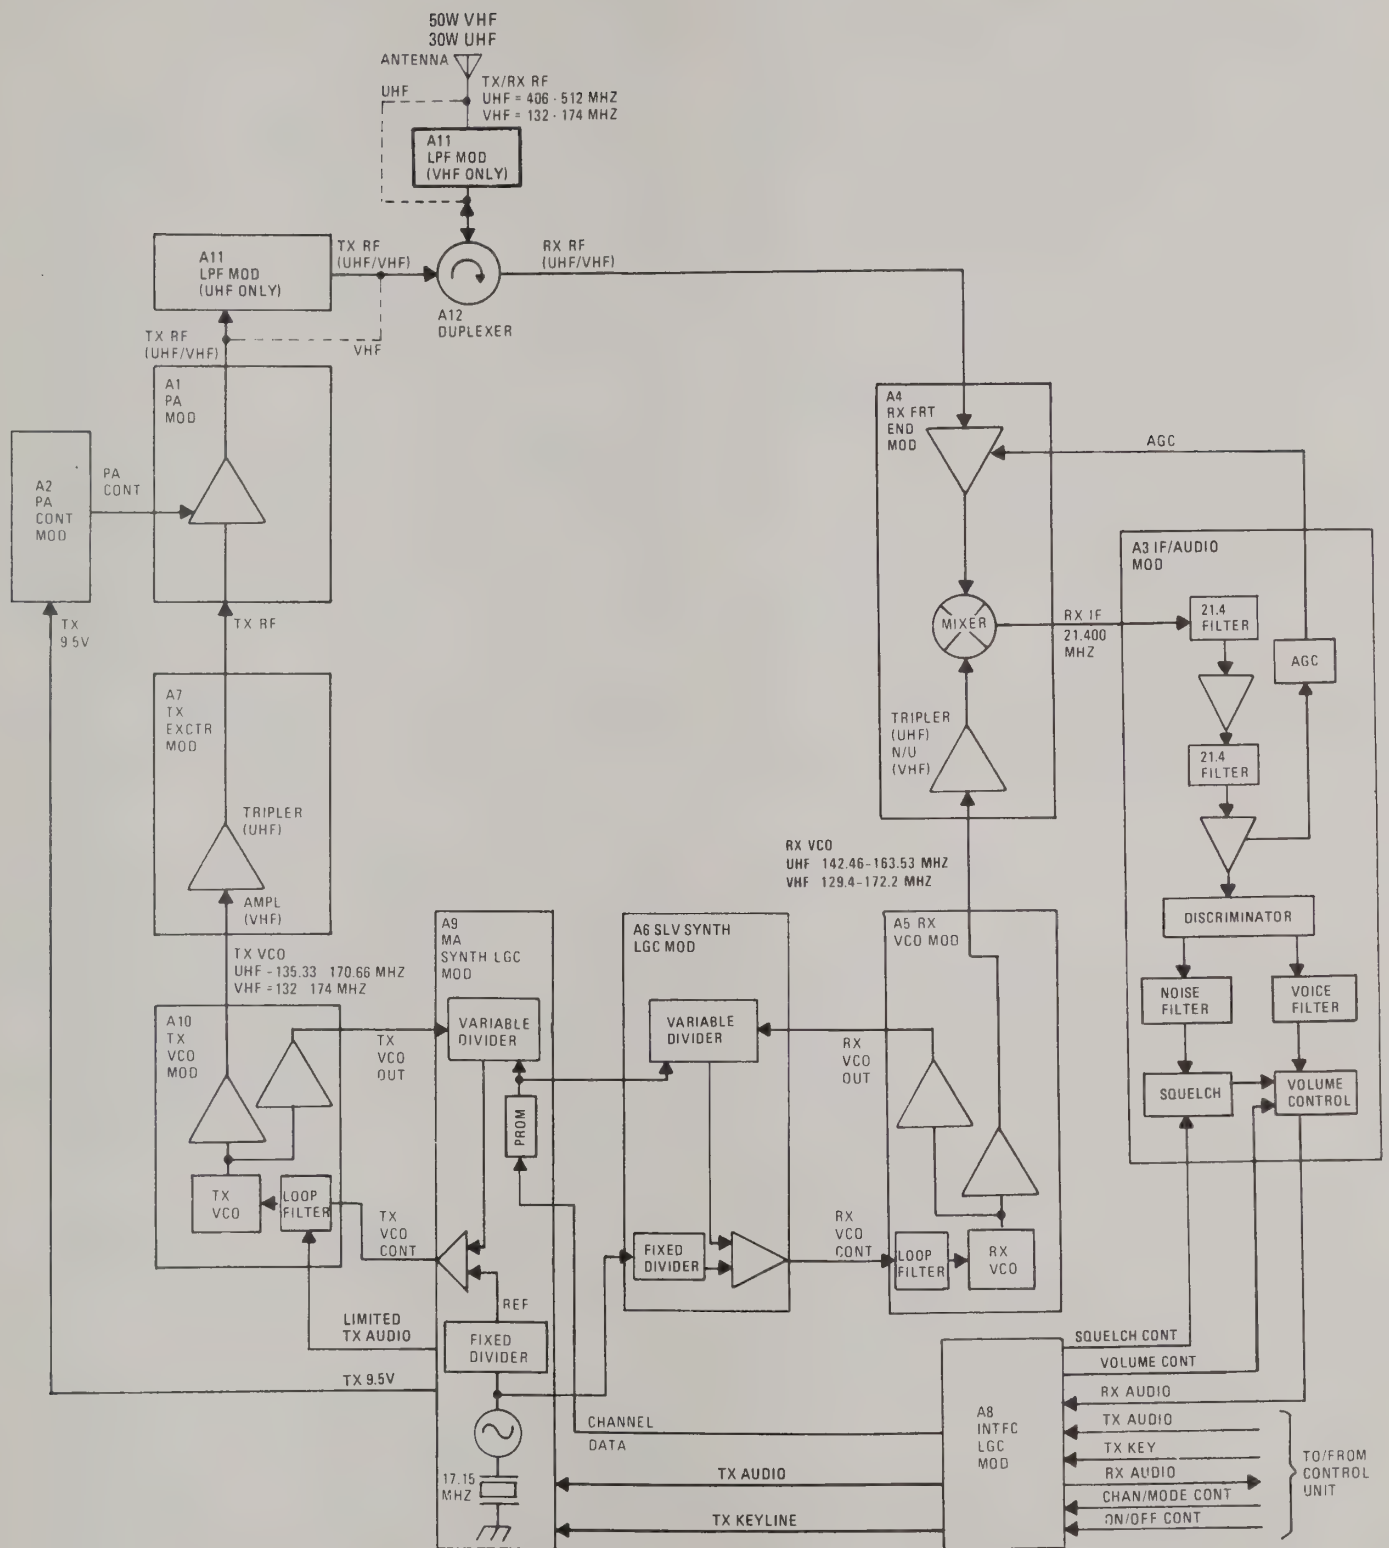 50W VHF
30W UHF
ANTENNA
TX/RX RF
UHF = 406 - 512 MHZ
VHF = 132 - 174 MHZ
UHF
A11
LPF MOD
(VHF ONLY)
A11
LPF MOD
(UHF ONLY)
TX RF
(UHF/VHF)
RX RF
(UHF/VHF)
A12
DUPLEXER
TX RF
(UHF/VHF)
VHF
A1
PA
MOD
A2
PA
CONT
MOD
PA
CONT
TX
9.5V
TX RF
A4
RX FRT
END
MOD
AGC
MIXER
RX IF
21.400
MHZ
TRIPLER
(UHF)
N/U
(VHF)
A3 IF/AUDIO
MOD
21.4
FILTER
AGC
21.4
FILTER
DISCRIMINATOR
NOISE
FILTER
VOICE
FILTER
SQUELCH
VOLUME
CONTROL
A7
TX
EXCTR
MOD
TRIPLER
(UHF)
AMPL
(VHF)
RX VCO
UHF 142.46-163.53 MHZ
VHF 129.4-172.2 MHZ
TX VCO
UHF -135.33 170.66 MHZ
VHF =132 174 MHZ
A10
TX
VCO
MOD
TX
VCO
LOOP
FILTER
TX
VCO
OUT
TX
VCO
CONT
A9
MA
SYNTH LGC
MOD
VARIABLE
DIVIDER
PROM
REF
FIXED
DIVIDER
17.15
MHZ
A6 SLV SYNTH
LGC MOD
VARIABLE
DIVIDER
FIXED
DIVIDER
RX
VCO
OUT
RX
VCO
CONT
A5 RX
VCO MOD
LOOP
FILTER
RX
VCO
LIMITED
TX AUDIO
TX 9.5V
CHANNEL
DATA
TX AUDIO
TX KEYLINE
A8
INTFC
LGC
MOD
SQUELCH CONT
VOLUME CONT
RX AUDIO
TX AUDIO
TX KEY
RX AUDIO
CHAN/MODE CONT
ON/OFF CONT
TO/FROM
CONTROL
UNIT